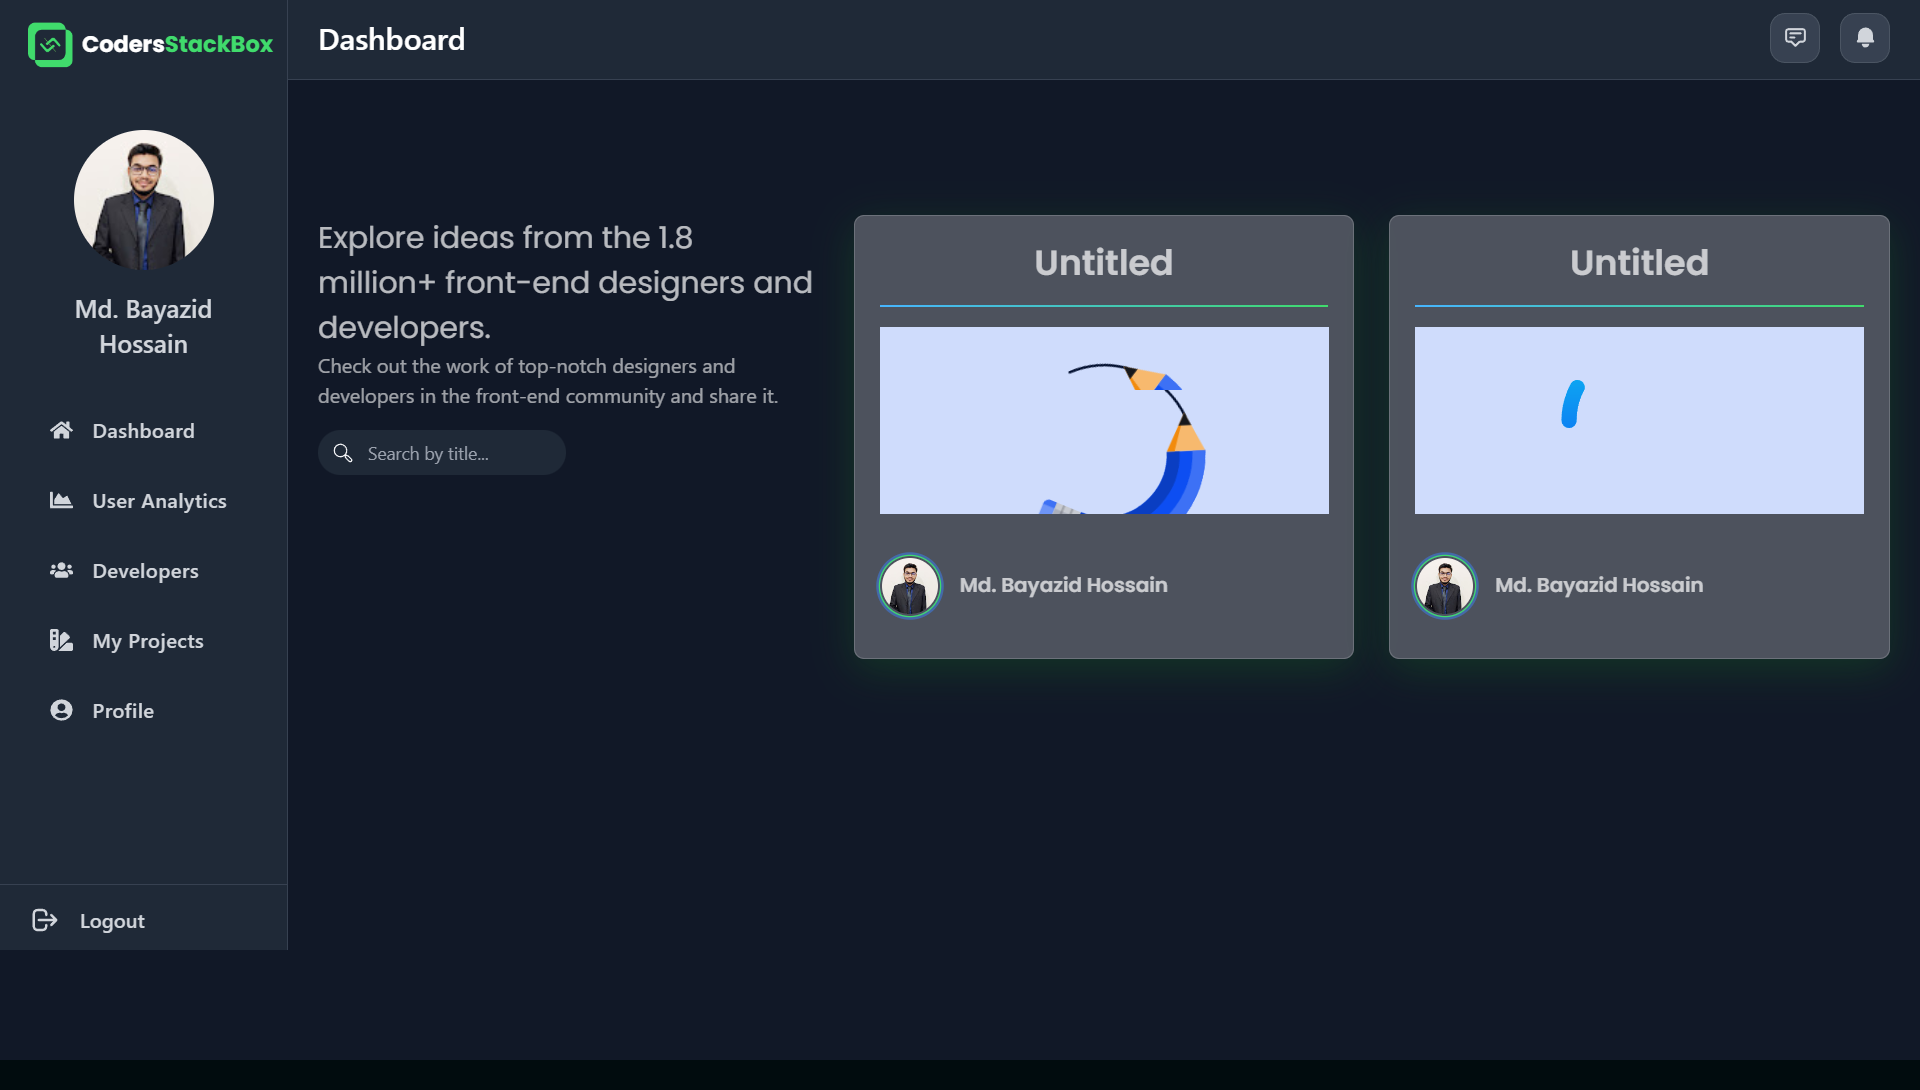 CodersStackBox
Dashboard
Md. Bayazid
Hossain
Dashboard
User Analytics
Developers
My Projects
Profile
Logout
Explore ideas from the 1.8
million+ front-end designers and
developers.
Check out the work of top-notch designers and
developers in the front-end community and share it.
Search by title...
Untitled
Md. Bayazid Hossain
Untitled
Md. Bayazid Hossain